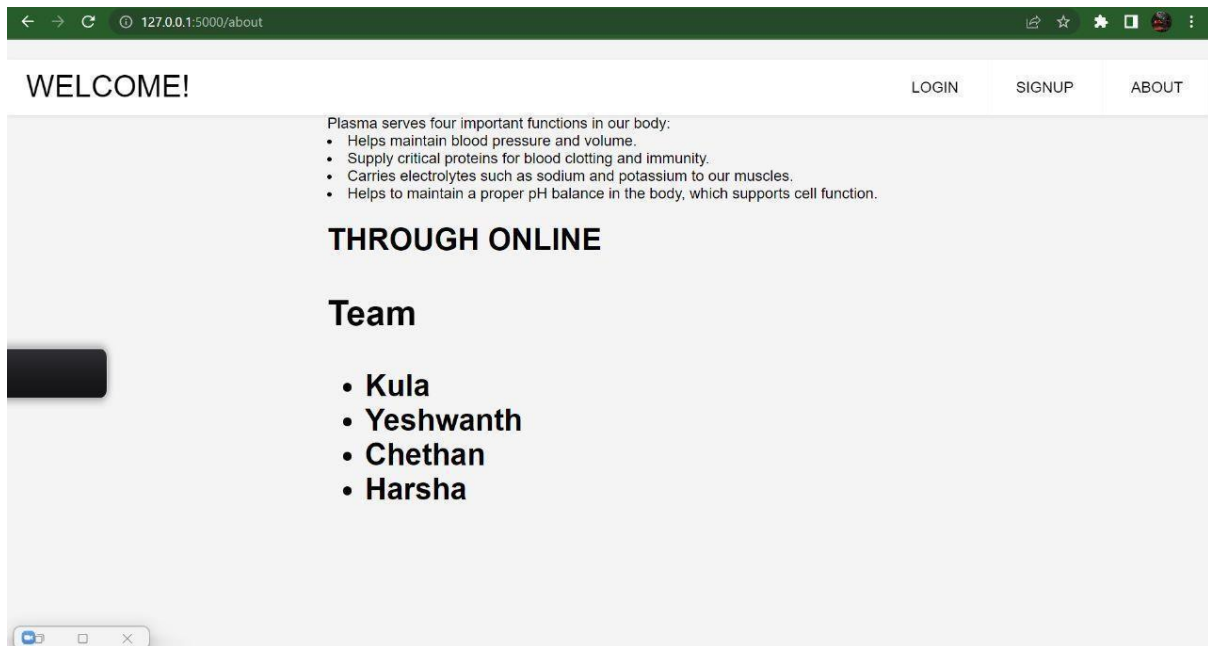 127.0.0.1:5000/about
WELCOME! LOGIN SIGNUP ABOUT
Plasma serves four important functions in our body:
• Helps maintain blood pressure and volume.
• Supply critical proteins for blood clotting and immunity.
• Carries electrolytes such as sodium and potassium to our muscles.
• Helps to maintain a proper pH balance in the body, which supports cell function.
THROUGH ONLINE
Team
• Kula
• Yeshwanth
• Chethan
• Harsha